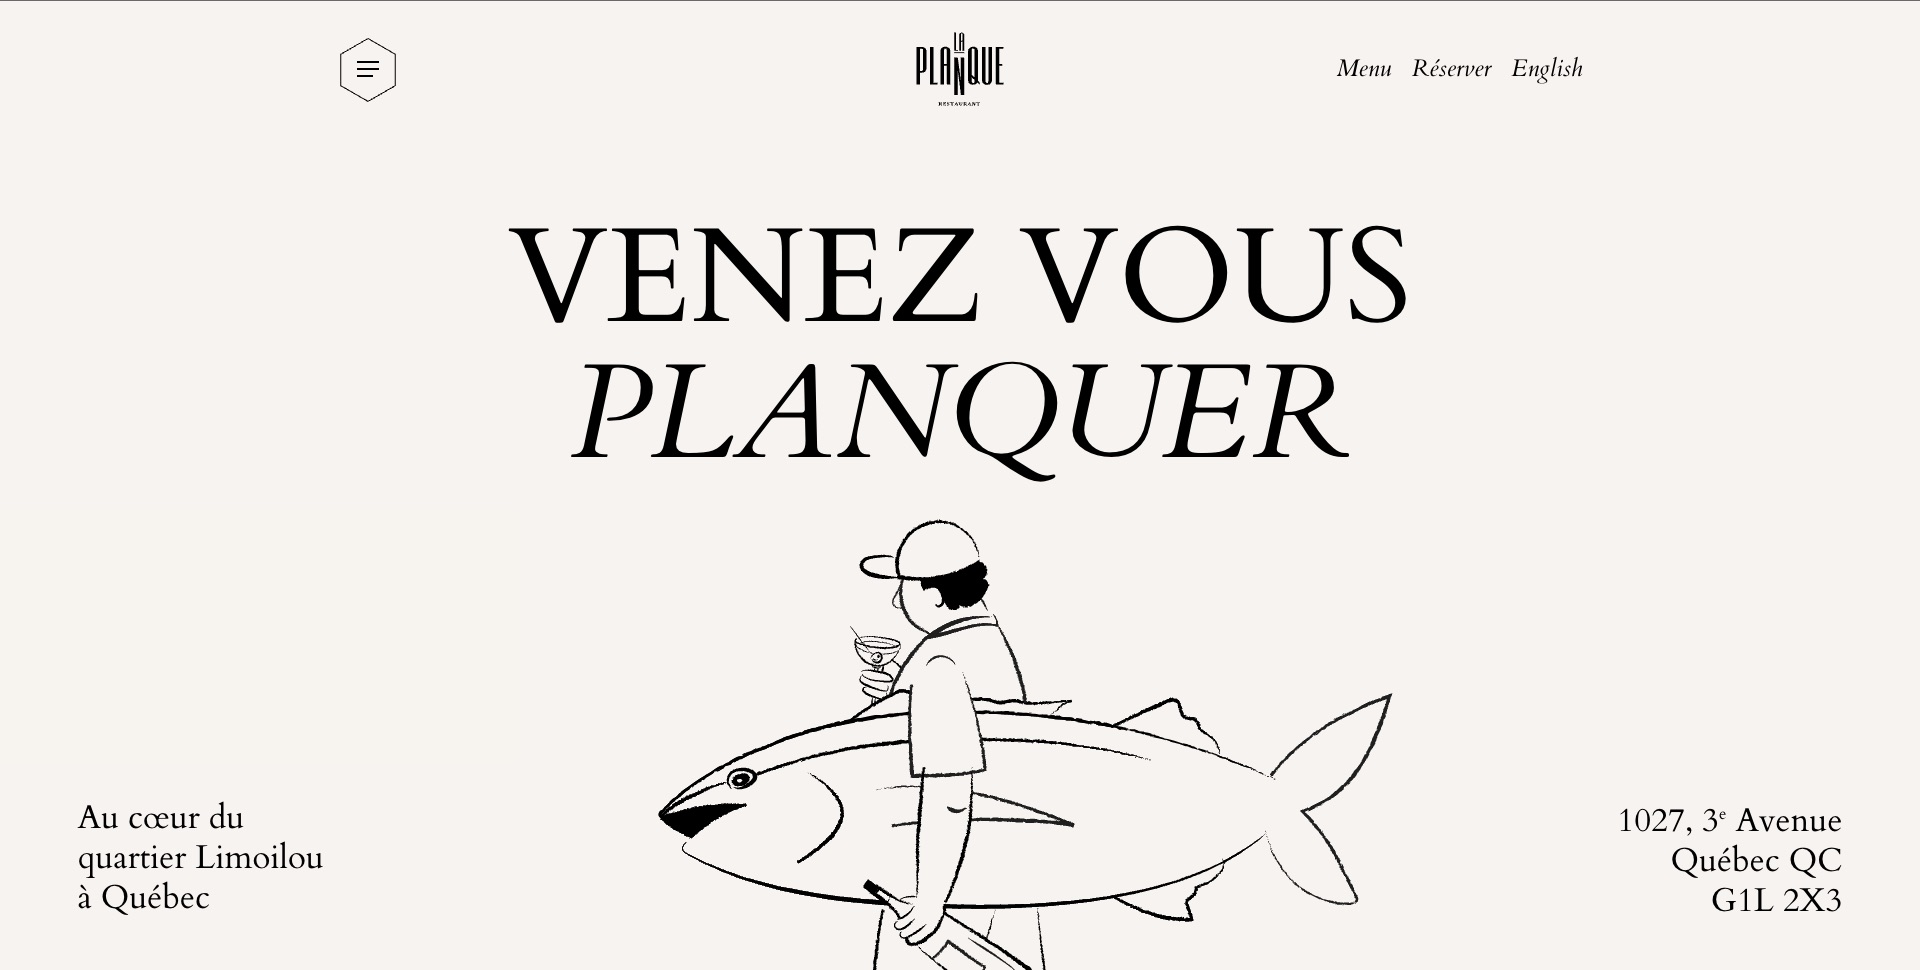 LA
PLANQUE
RESTAURANT
Menu Réserver English
VENEZ VOUS
PLANQUER
Au cœur du
quartier Limoilou
à Québec
1027, 3e Avenue
Québec QC
G1L 2X3